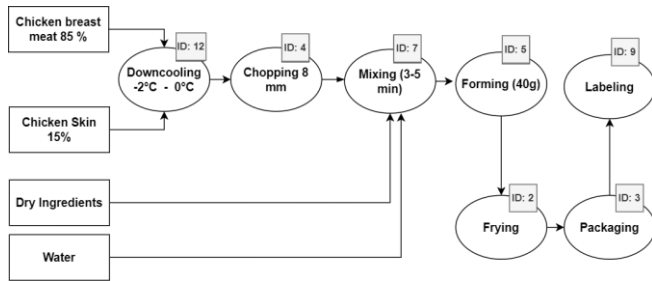 Chicken breast
meat 85 %
ID: 12
Downcooling
-2°C - 0°C
ID: 4
Chopping 8
mm
ID: 7
Mixing (3-5
min)
ID: 5
Forming (40g)
ID: 9
Labeling
Chicken Skin
15%
Dry Ingredients
Water
ID: 2
Frying
ID: 3
Packaging